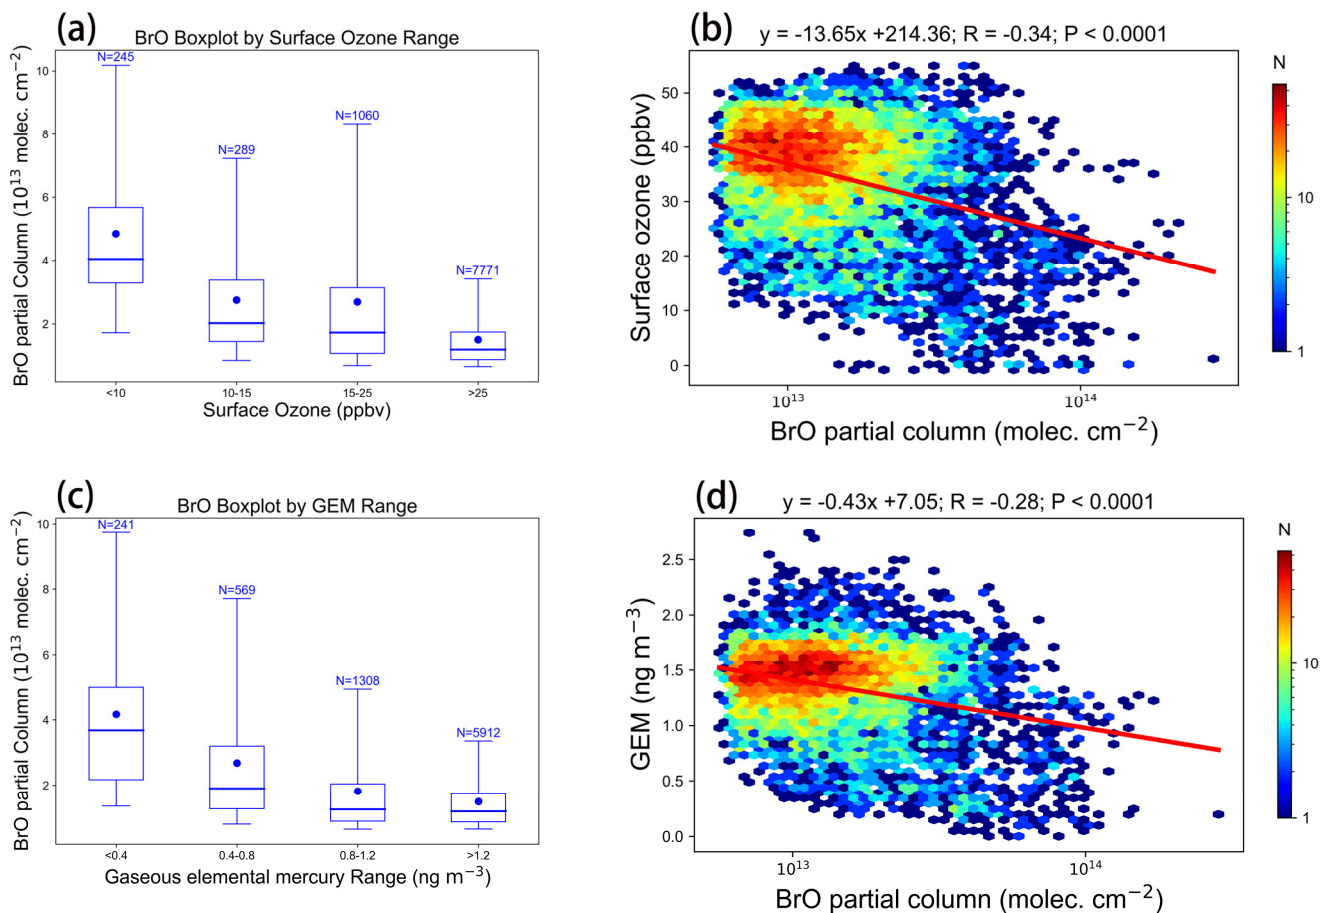 (a)
BrO Boxplot by Surface Ozone Range
BrO partial Column (10¹³ molec. cm⁻²)
10
8
6
4
2
N=245
N=289
N=1060
N=7771
<10
10-15
15-25
>25
Surface Ozone (ppbv)
(b)
y = -13.65x +214.36; R = -0.34; P < 0.0001
Surface ozone (ppbv)
50
40
30
20
10
0
10¹³
10¹⁴
BrO partial column (molec. cm⁻²)
N
10
1
(c)
BrO Boxplot by GEM Range
BrO partial Column (10¹³ molec. cm⁻²)
10
8
6
4
2
N=241
N=569
N=1308
N=5912
<0.4
0.4-0.8
0.8-1.2
>1.2
Gaseous elemental mercury Range (ng m⁻³)
(d)
y = -0.43x +7.05; R = -0.28; P < 0.0001
GEM (ng m⁻³)
2.5
2.0
1.5
1.0
0.5
0.0
10¹³
10¹⁴
BrO partial column (molec. cm⁻²)
N
10
1